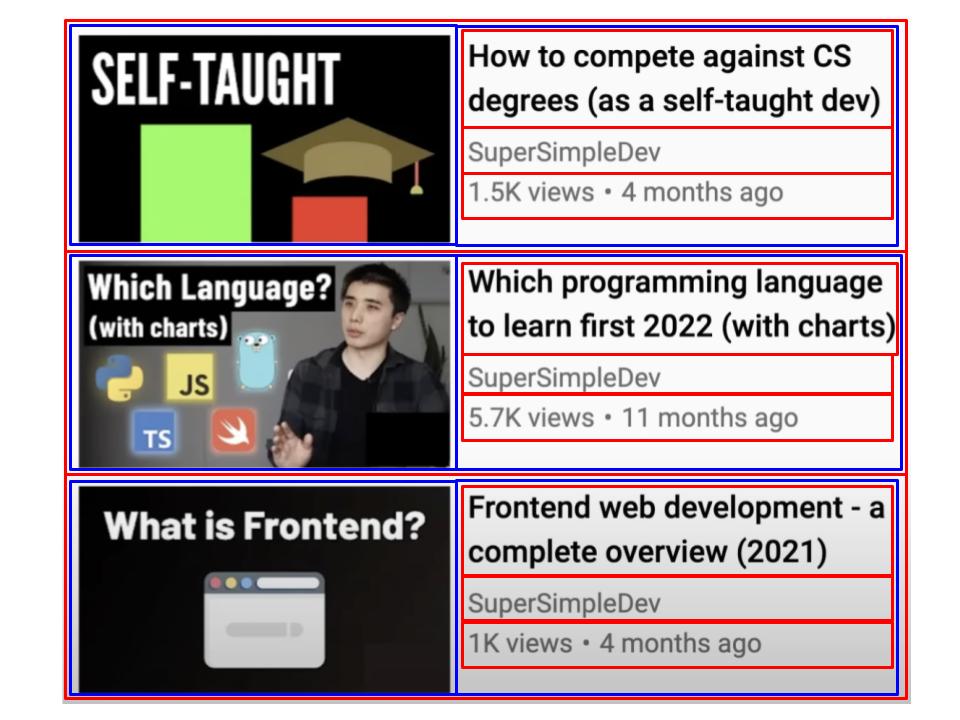 SELF-TAUGHT
How to compete against CS
degrees (as a self-taught dev)
SuperSimpleDev
1.5K views • 4 months ago
Which Language?
(with charts)
JS
TS
Which programming language
to learn first 2022 (with charts)
SuperSimpleDev
5.7K views • 11 months ago
What is Frontend?
Frontend web development - a
complete overview (2021)
SuperSimpleDev
1K views • 4 months ago